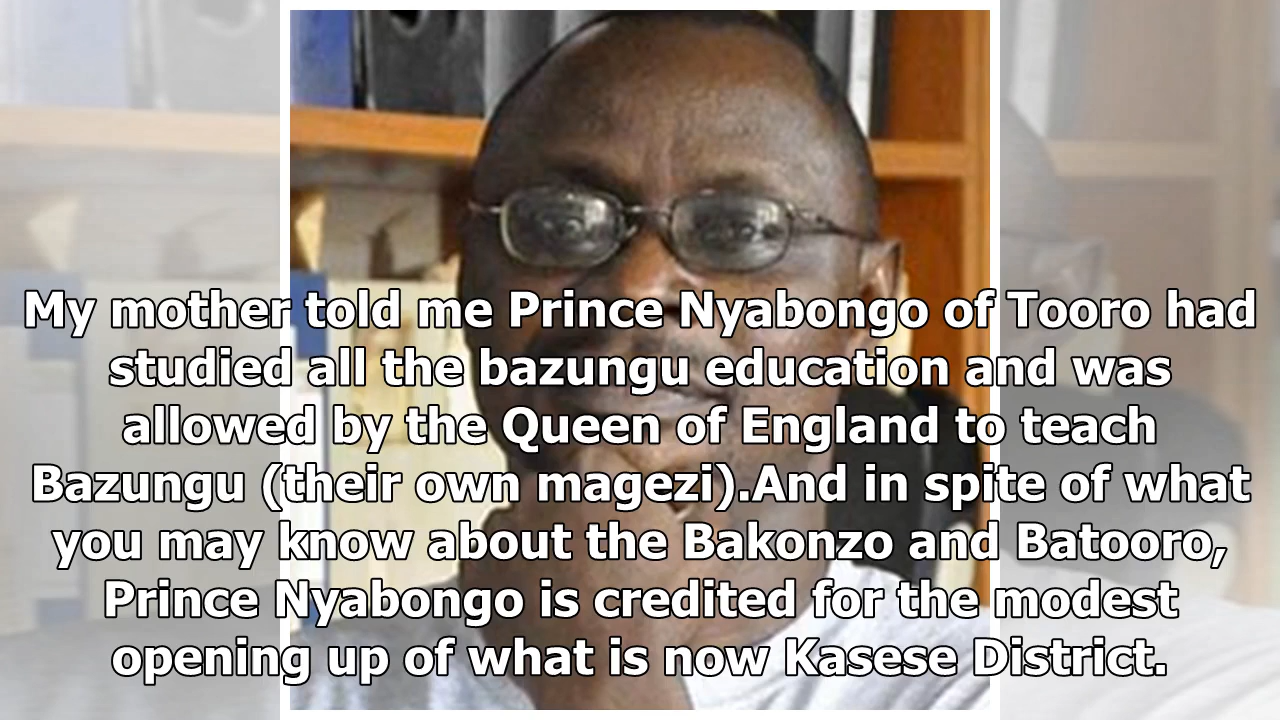 My mother told me Prince Nyabongo of Tooro had
studied all the bazungu education and was
allowed by the Queen of England to teach
Bazungu (their own magezi).And in spite of what
you may know about the Bakonzo and Batooro,
Prince Nyabongo is credited for the modest
opening up of what is now Kasese District.